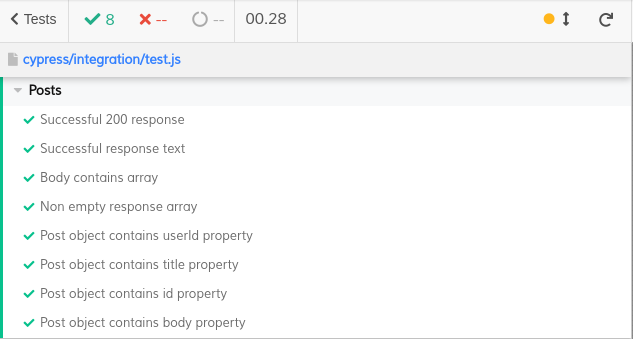 Tests 8 -- -- 00.28
cypress/integration/test.js
Posts
Successful 200 response
Successful response text
Body contains array
Non empty response array
Post object contains userId property
Post object contains title property
Post object contains id property
Post object contains body property